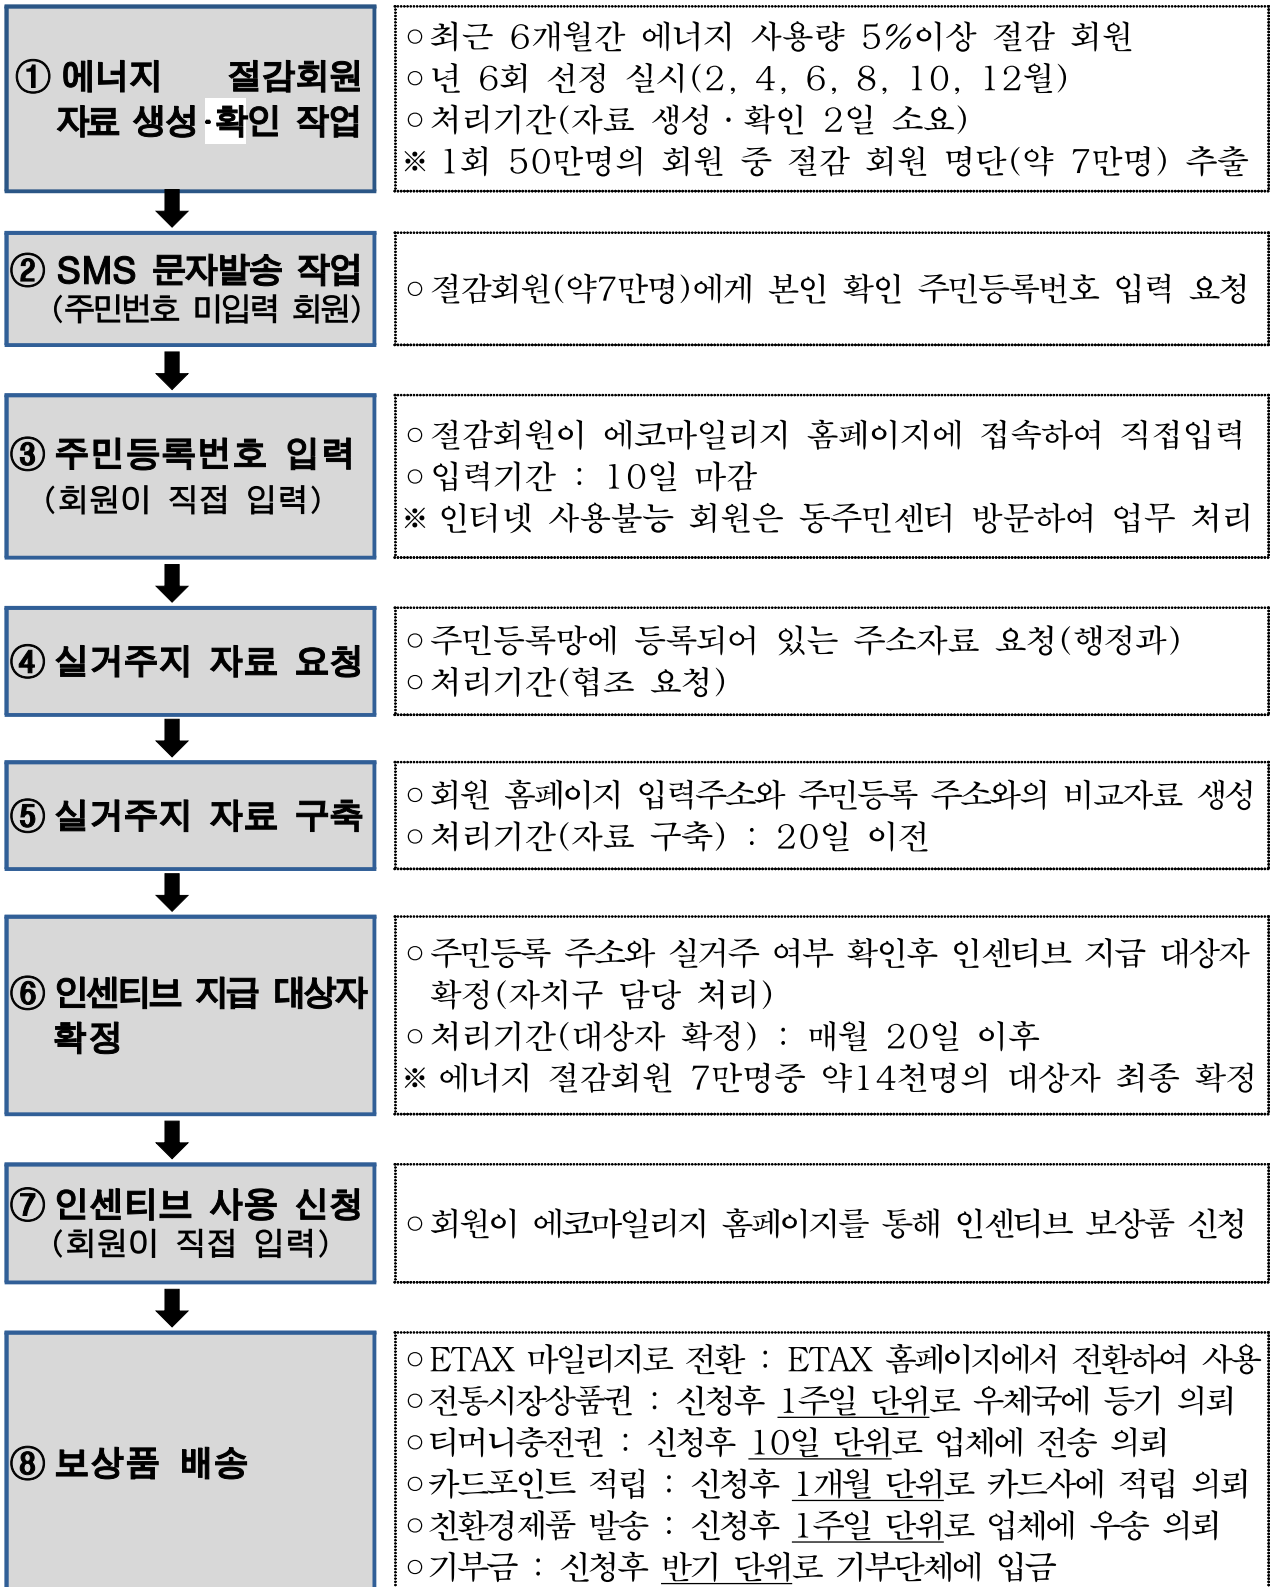 ① 에너지 절감회원
자료 생성·확인 작업
○최근 6개월간 에너지 사용량 5%이상 절감 회원
○년 6회 선정 실시(2, 4, 6, 8, 10, 12월)
○처리기간(자료 생성·확인 2일 소요)
※ 1회 50만명의 회원 중 절감 회원 명단(약 7만명) 추출
② SMS 문자발송 작업
(주민번호 미입력 회원)
○절감회원(약7만명)에게 본인 확인 주민등록번호 입력 요청
③ 주민등록번호 입력
(회원이 직접 입력)
○절감회원이 에코마일리지 홈페이지에 접속하여 직접입력
○입력기간 : 10일 마감
※ 인터넷 사용불능 회원은 동주민센터 방문하여 업무 처리
④ 실거주지 자료 요청
○주민등록망에 등록되어 있는 주소자료 요청(행정과)
○처리기간(협조 요청)
⑤ 실거주지 자료 구축
○회원 홈페이지 입력주소와 주민등록 주소와의 비교자료 생성
○처리기간(자료 구축) : 20일 이전
⑥ 인센티브 지급 대상자
확정
○주민등록 주소와 실거주 여부 확인후 인센티브 지급 대상자
확정(자치구 담당 처리)
○처리기간(대상자 확정) : 매월 20일 이후
※ 에너지 절감회원 7만명중 약14천명의 대상자 최종 확정
⑦ 인센티브 사용 신청
(회원이 직접 입력)
○회원이 에코마일리지 홈페이지를 통해 인센티브 보상품 신청
⑧ 보상품 배송
○ETAX 마일리지로 전환 : ETAX 홈페이지에서 전환하여 사용
○전통시장상품권 : 신청후 1주일 단위로 우체국에 등기 의뢰
○티머니충전권 : 신청후 10일 단위로 업체에 전송 의뢰
○카드포인트 적립 : 신청후 1개월 단위로 카드사에 적립 의뢰
○친환경제품 발송 : 신청후 1주일 단위로 업체에 우송 의뢰
○기부금 : 신청후 반기 단위로 기부단체에 입금